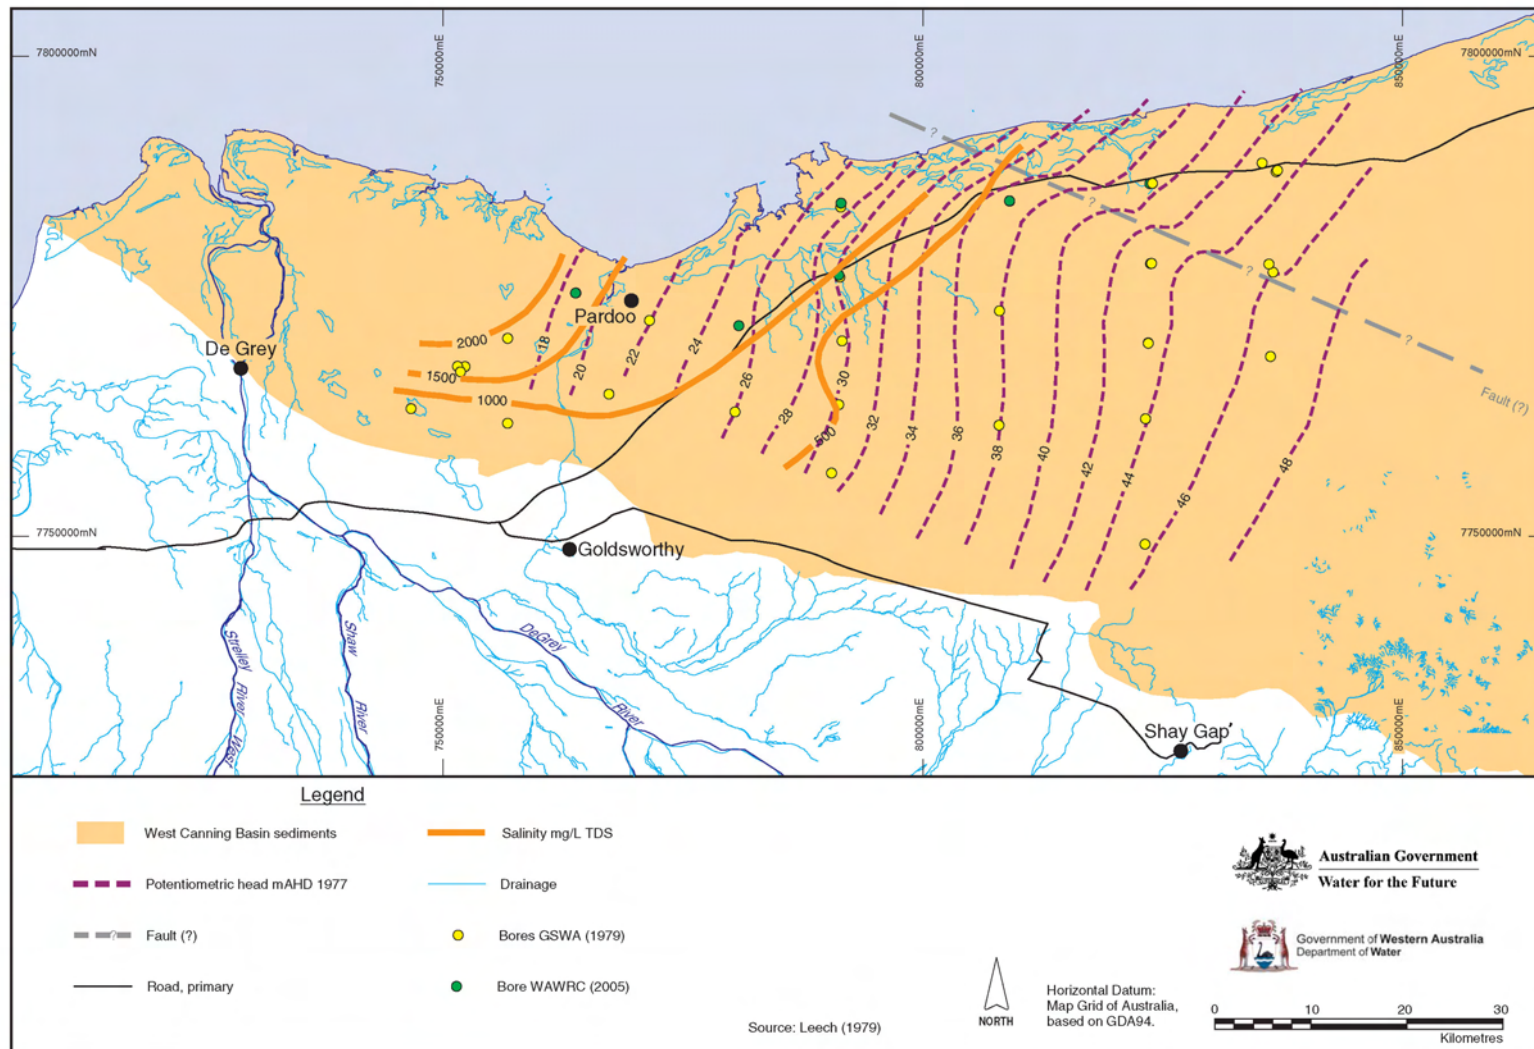 7800000mN
750000mE
800000mE
850000mE
7800000mN
?
?
?
?
Fault (?)
De Grey
Pardoo
2000
1500
1000
500
18
20
22
24
26
28
30
32
34
36
38
40
42
44
46
48
7750000mN
7750000mN
Goldsworthy
Strelley River West
Shaw River
DeGrey River
750000mE
800000mE
850000mE
Shay Gap
Legend
West Canning Basin sediments
Salinity mg/L TDS
Potentiometric head mAHD 1977
Drainage
?
Fault (?)
Bores GSWA (1979)
Road, primary
Bore WAWRC (2005)
Source: Leech (1979)
NORTH
Horizontal Datum:
Map Grid of Australia,
based on GDA94.
Australian Government
Water for the Future
Government of Western Australia
Department of Water
0 10 20 30
Kilometres